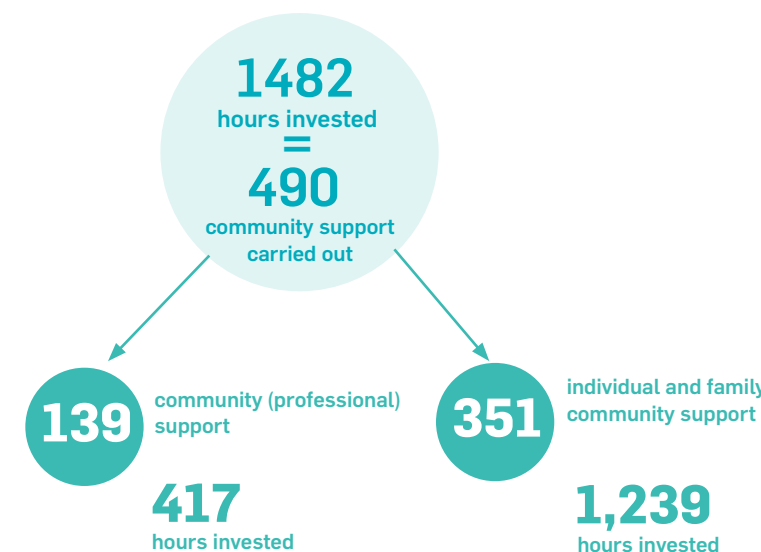 1482
hours invested
=
490
community support
carried out
139
community (professional)
support
417
hours invested
351
individual and family
community support
1,239
hours invested